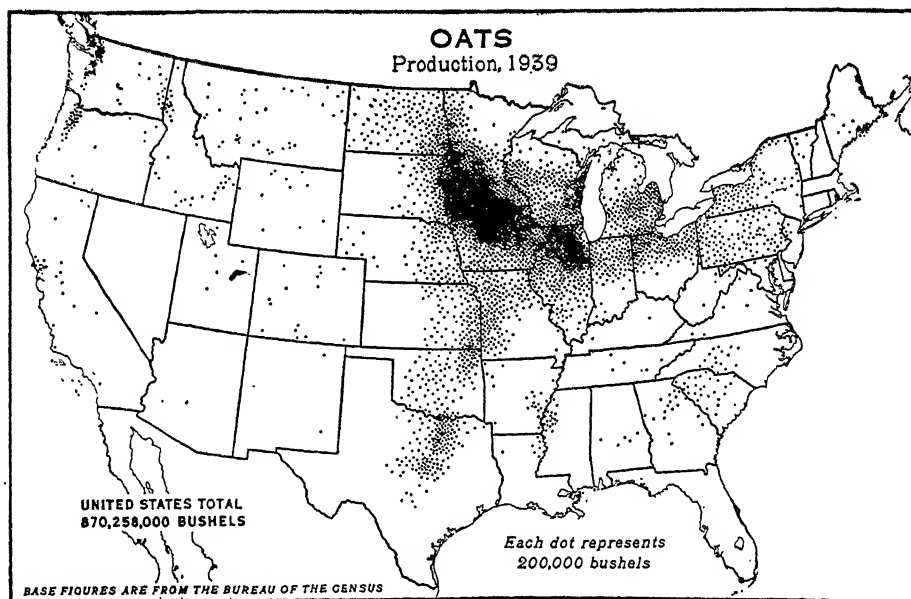 OATS
Production, 1939
UNITED STATES TOTAL
870,258,000 BUSHELS
Each dot represents
200,000 bushels
BASE FIGURES ARE FROM THE BUREAU OF THE CENSUS